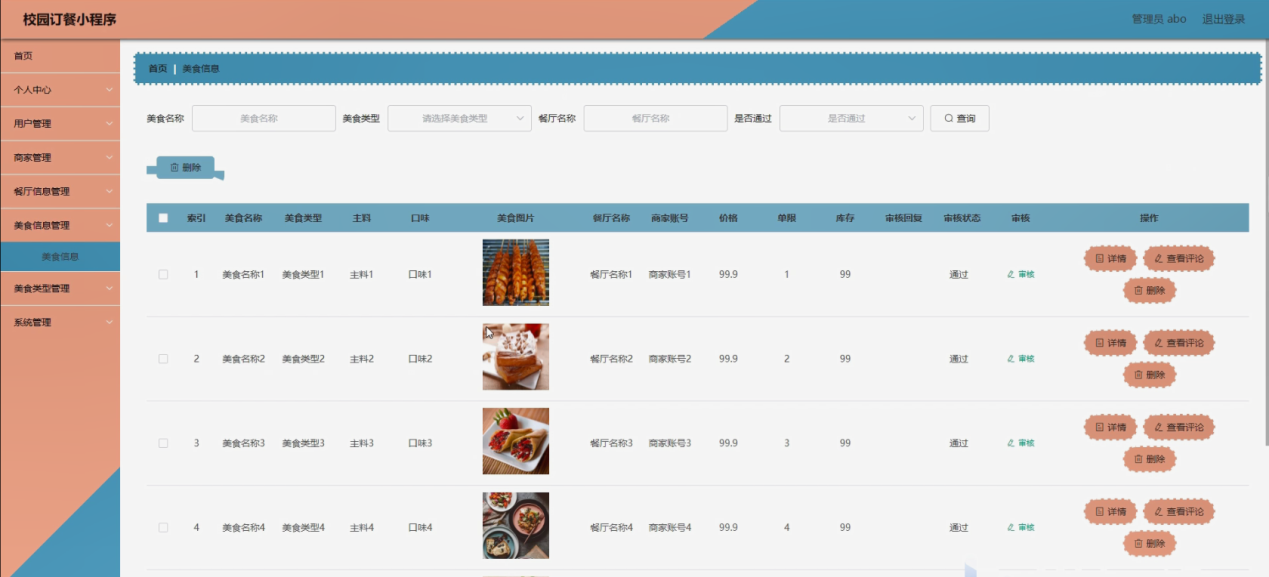 校园订餐小程序
管理员 abo 退出登录
首页
个人中心
用户管理
商家管理
餐厅信息管理
美食信息管理
美食信息
美食类型管理
系统管理
首页 | 美食信息
美食名称 美食名称 美食类型 请选择美食类型 餐厅名称 餐厅名称 是否通过 是否通过 查询
删除
索引 美食名称 美食类型 主料 口味 美食图片 餐厅名称 商家账号 价格 单限 库存 审核回复 审核状态 审核 操作
1 美食名称1 美食类型1 主料1 口味1 餐厅名称1 商家账号1 99.9 1 99 通过 审核 详情 查看评论
删除
2 美食名称2 美食类型2 主料2 口味2 餐厅名称2 商家账号2 99.9 2 99 通过 审核 详情 查看评论
删除
3 美食名称3 美食类型3 主料3 口味3 餐厅名称3 商家账号3 99.9 3 99 通过 审核 详情 查看评论
删除
4 美食名称4 美食类型4 主料4 口味4 餐厅名称4 商家账号4 99.9 4 99 通过 审核 详情 查看评论
删除